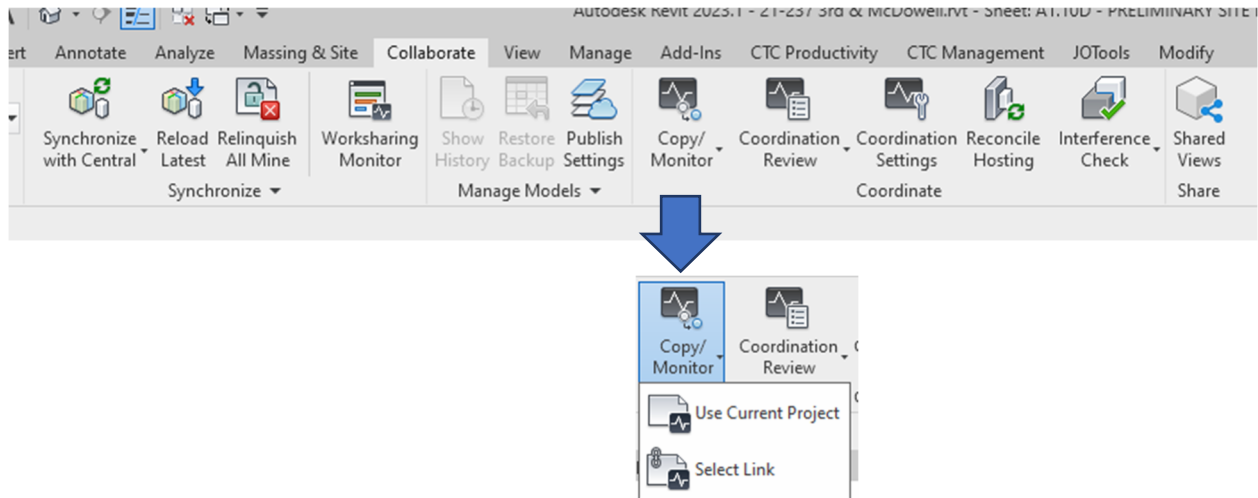 Autodesk Revit 2023.1 - 21-237 3rd & McDowell.rvt - Sheet: A1.10D - PRELIMINARY SITE
ert Annotate Analyze Massing & Site Collaborate View Manage Add-Ins CTC Productivity CTC Management JOTools Modify
Synchronize Reload Relinquish Worksharing Show Restore Publish Copy/ Coordination Coordination Reconcile Interference Shared
with Central Latest All Mine Monitor History Backup Settings Monitor Review Settings Hosting Check Views
Synchronize Manage Models Coordinate Share
Copy/ Coordination
Monitor Review
Use Current Project
Select Link